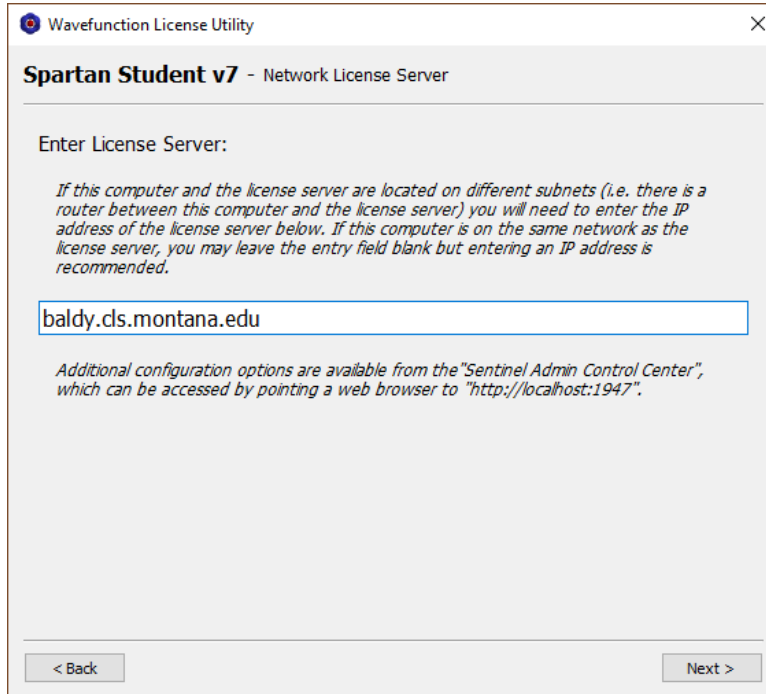 Wavefunction License Utility
Spartan Student v7 - Network License Server
Enter License Server:
If this computer and the license server are located on different subnets (i.e. there is a
router between this computer and the license server) you will need to enter the IP
address of the license server below. If this computer is on the same network as the
license server, you may leave the entry field blank but entering an IP address is
recommended.
baldy.cls.montana.edu
Additional configuration options are available from the"Sentinel Admin Control Center",
which can be accessed by pointing a web browser to "http://localhost:1947".
< Back
Next >